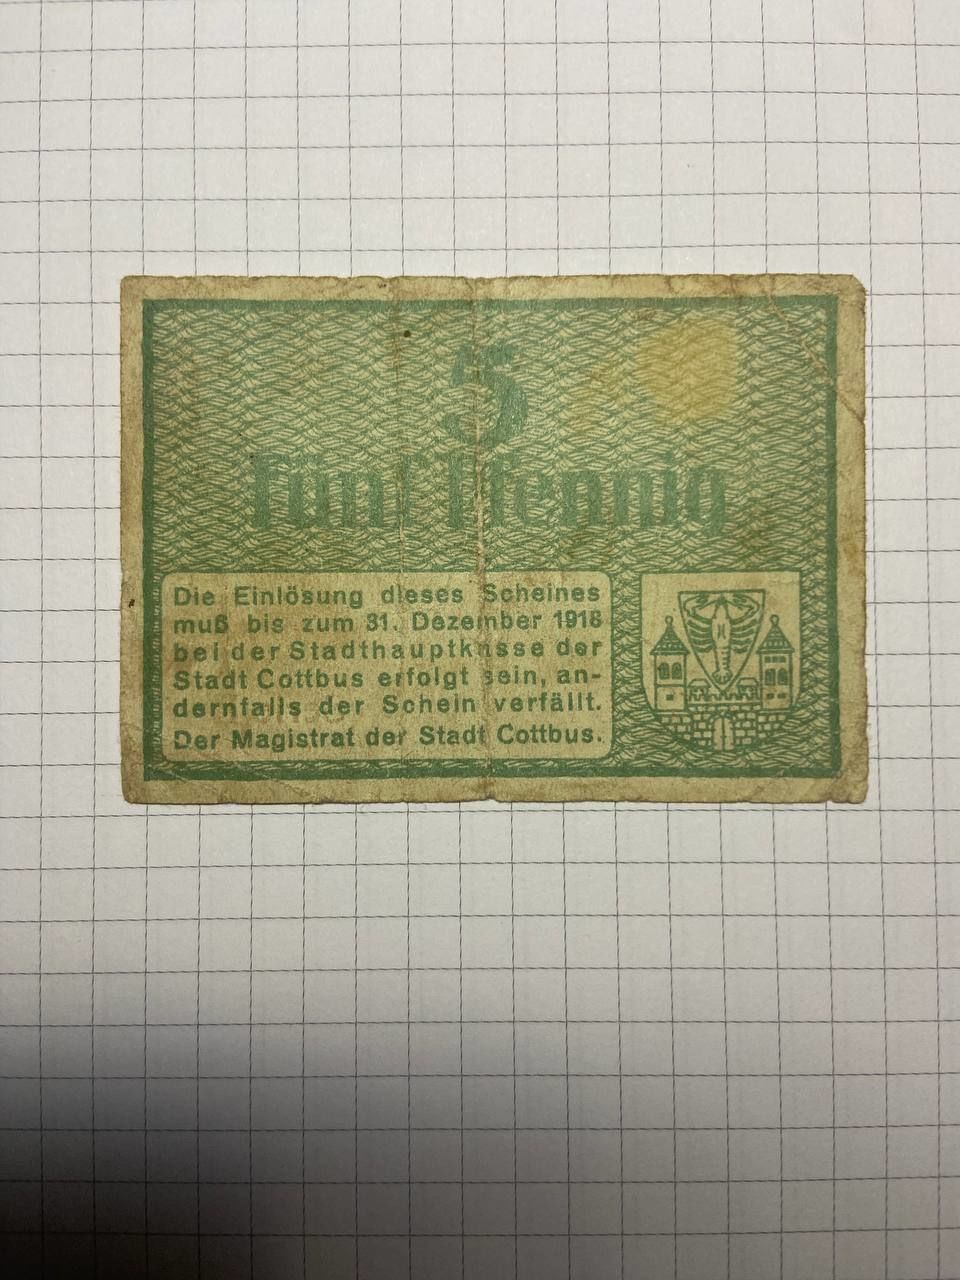 5
fünf Pfennig
Die Einlösung dieses Scheines
muß bis zum 31. Dezember 1918
bei der Stadthauptkasse der
Stadt Cottbus erfolgt sein, an-
dernfalls der Schein verfällt.
Der Magistrat der Stadt Cottbus.